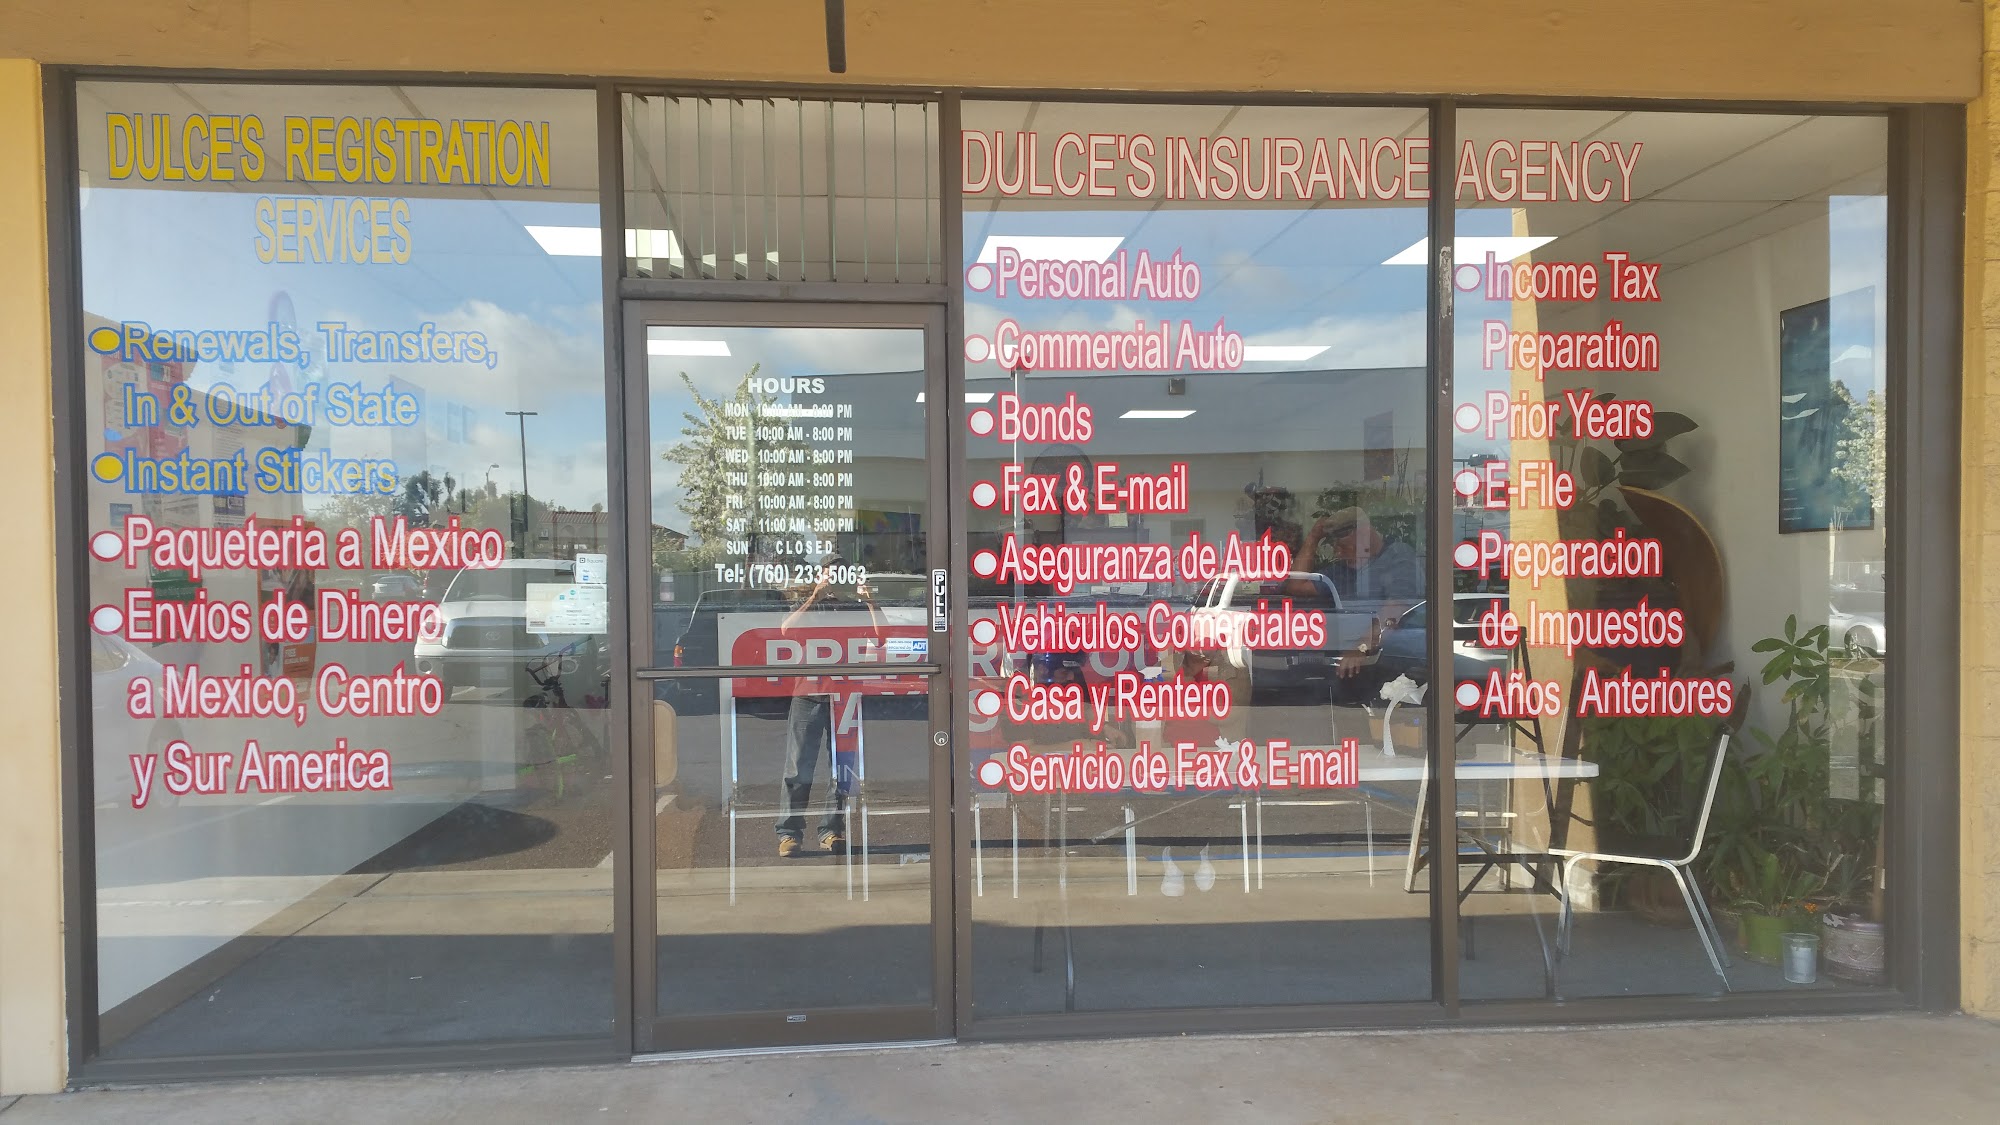 DULCE'S REGISTRATION
SERVICES
• Renewals, Transfers,
In & Out of State
• Instant Stickers
• Paqueteria a Mexico
• Envios de Dinero
a Mexico, Centro
y Sur America
HOURS
MON 10:00 AM - 8:00 PM
TUE 10:00 AM - 8:00 PM
WED 10:00 AM - 8:00 PM
THU 10:00 AM - 8:00 PM
FRI 10:00 AM - 8:00 PM
SAT 11:00 AM - 5:00 PM
SUN CLOSED
Tel: (760) 233-5063
PULL
ADT
DULCE'S INSURANCE AGENCY
• Personal Auto
• Commercial Auto
• Bonds
• Fax & E-mail
• Aseguranza de Auto
• Vehiculos Comerciales
• Casa y Rentero
• Servicio de Fax & E-mail
• Income Tax
Preparation
• Prior Years
• E-File
• Preparacion
de Impuestos
• Años Anteriores